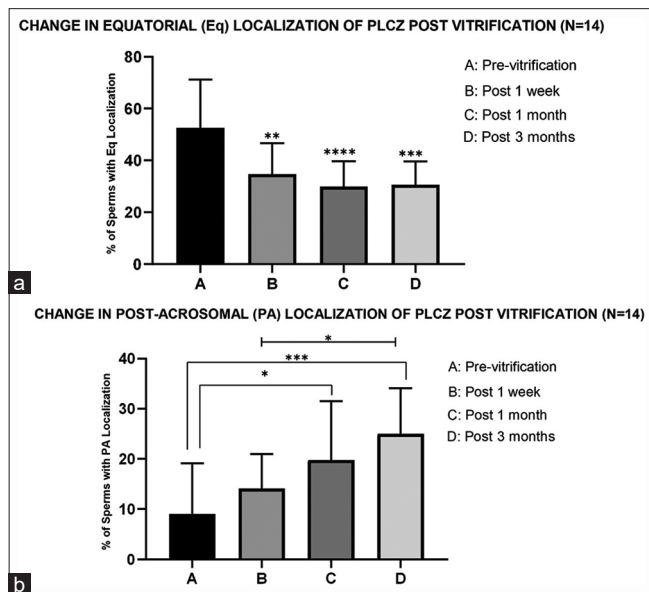 CHANGE IN EQUATORIAL (Eq) LOCALIZATION OF PLCZ POST VITRIFICATION (N=14)
% of Sperms with Eq Localization
80
60
40
20
0
**
****
***
A
B
C
D
A: Pre-vitrification
B: Post 1 week
C: Post 1 month
D: Post 3 months
a
CHANGE IN POST-ACROSOMAL (PA) LOCALIZATION OF PLCZ POST VITRIFICATION (N=14)
% of Sperms with PA Localization
40
30
20
10
0
*
***
*
A
B
C
D
A: Pre-vitrification
B: Post 1 week
C: Post 1 month
D: Post 3 months
b